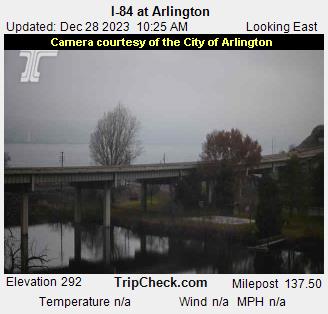 I-84 at Arlington
Updated: Dec 28 2023 10:25 AM Looking East
Camera courtesy of the City of Arlington
Elevation 292 TripCheck.com Milepost 137.50
Temperature n/a Wind n/a MPH n/a